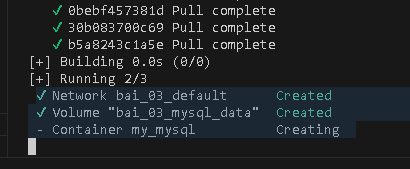 ✓ 0bebf457381d Pull complete
✓ 30b083700c69 Pull complete
✓ b5a8243c1a5e Pull complete
[+] Building 0.0s (0/0)
[+] Running 2/3
✓ Network bai_03_default Created
✓ Volume "bai_03_mysql_data" Created
- Container my_mysql Creating